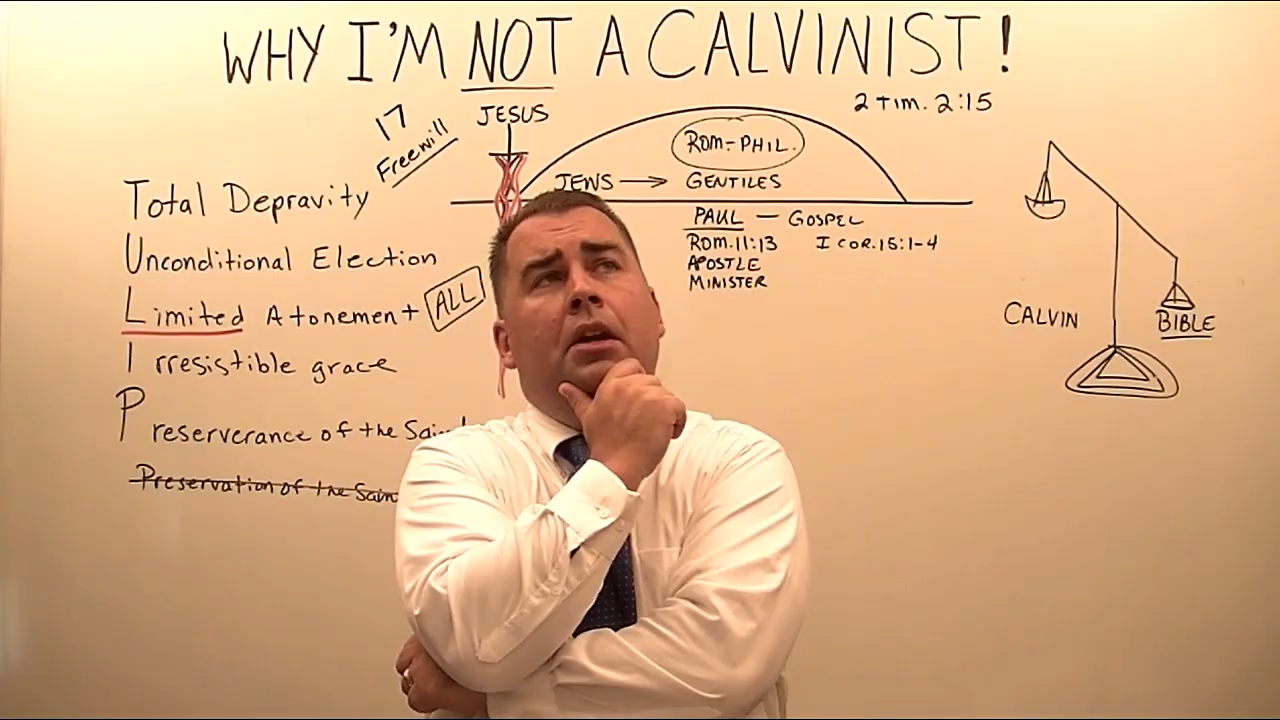 WHY I'M NOT A CALVINIST!
2 Tim. 2:15
17
Freewill
JESUS
ROM-PHIL.
JEWS → GENTILES
PAUL — GOSPEL
ROM. 11:13 I COR. 15:1-4
APOSTLE
MINISTER
Total Depravity
Unconditional Election
Limited Atonement ALL
Irresistible grace
Preserverance of the
Preservation of the
CALVIN
BIBLE